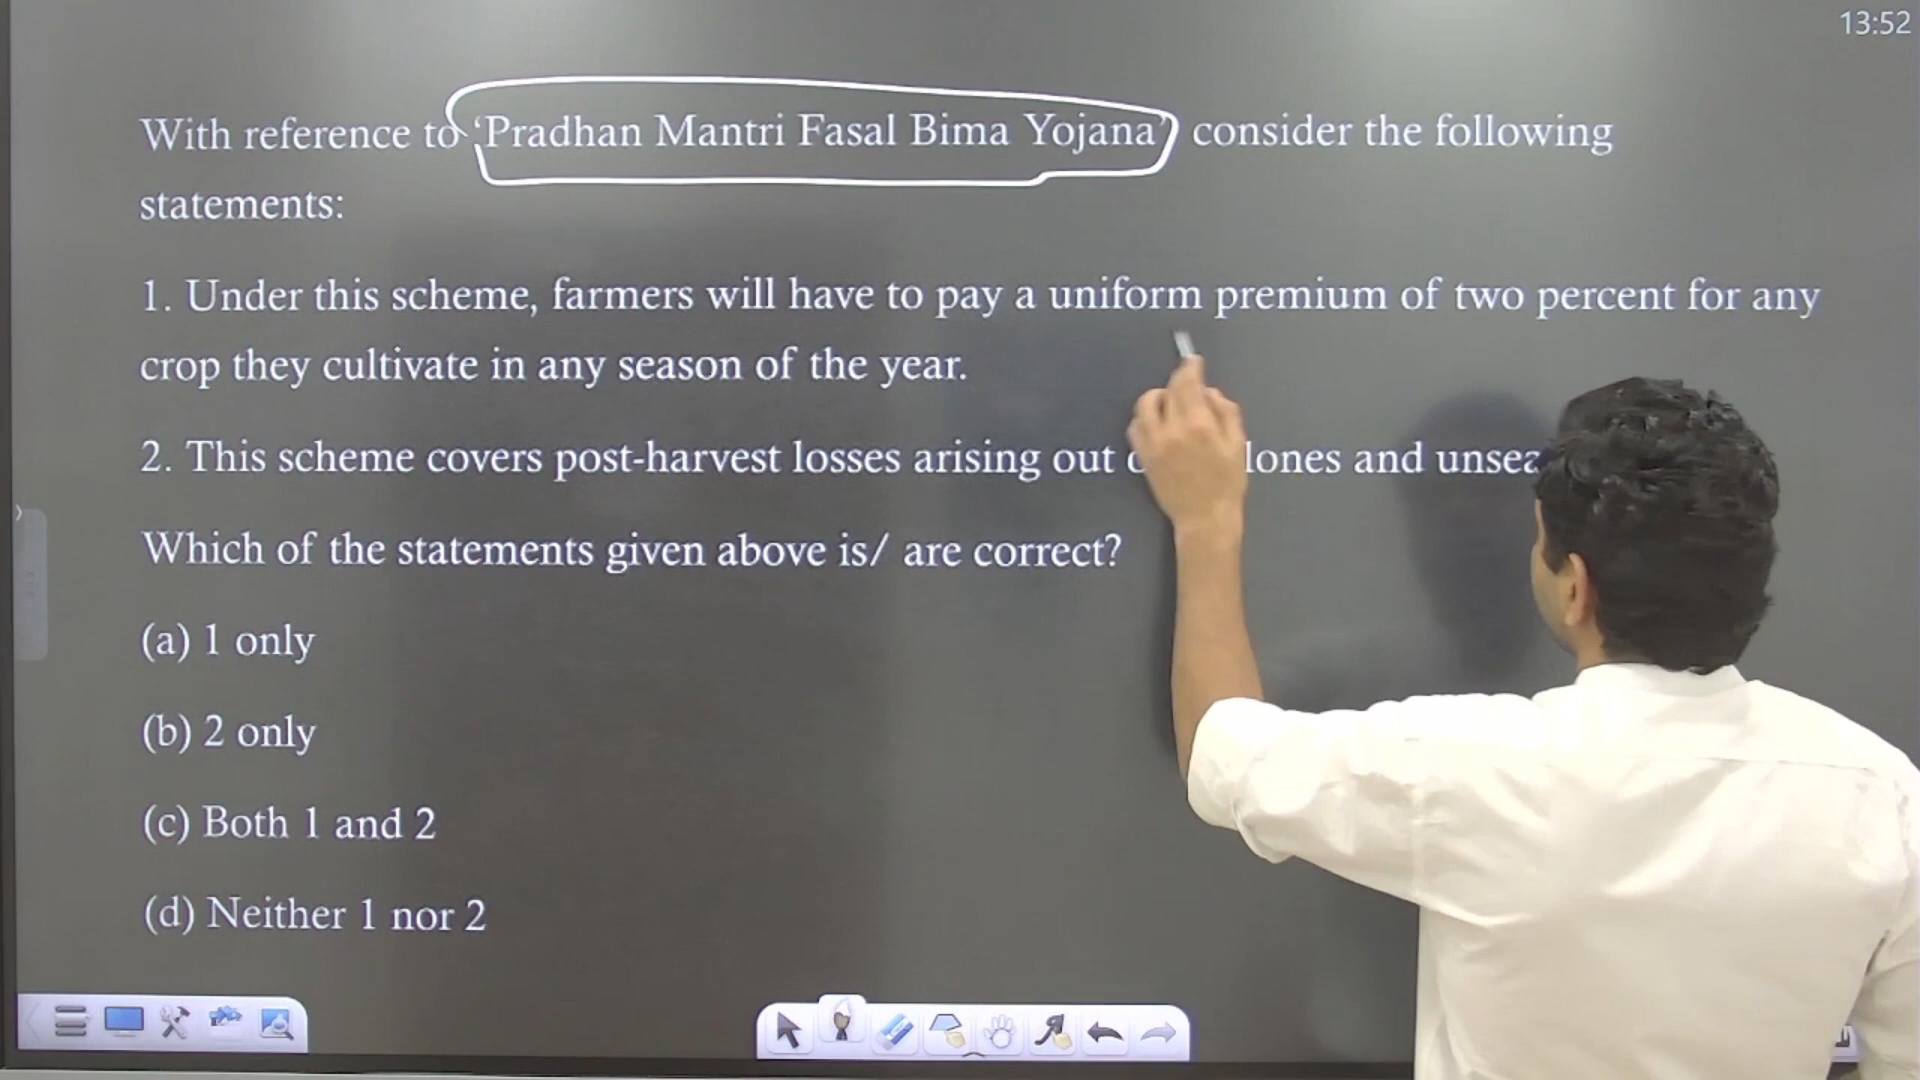 13:52
With reference to 'Pradhan Mantri Fasal Bima Yojana' consider the following
statements:
1. Under this scheme, farmers will have to pay a uniform premium of two percent for any
crop they cultivate in any season of the year.
2. This scheme covers post-harvest losses arising out and
Which of the statements given above is/ are correct?
(a) 1 only
(b) 2 only
(c) Both 1 and 2
(d) Neither 1 nor 2